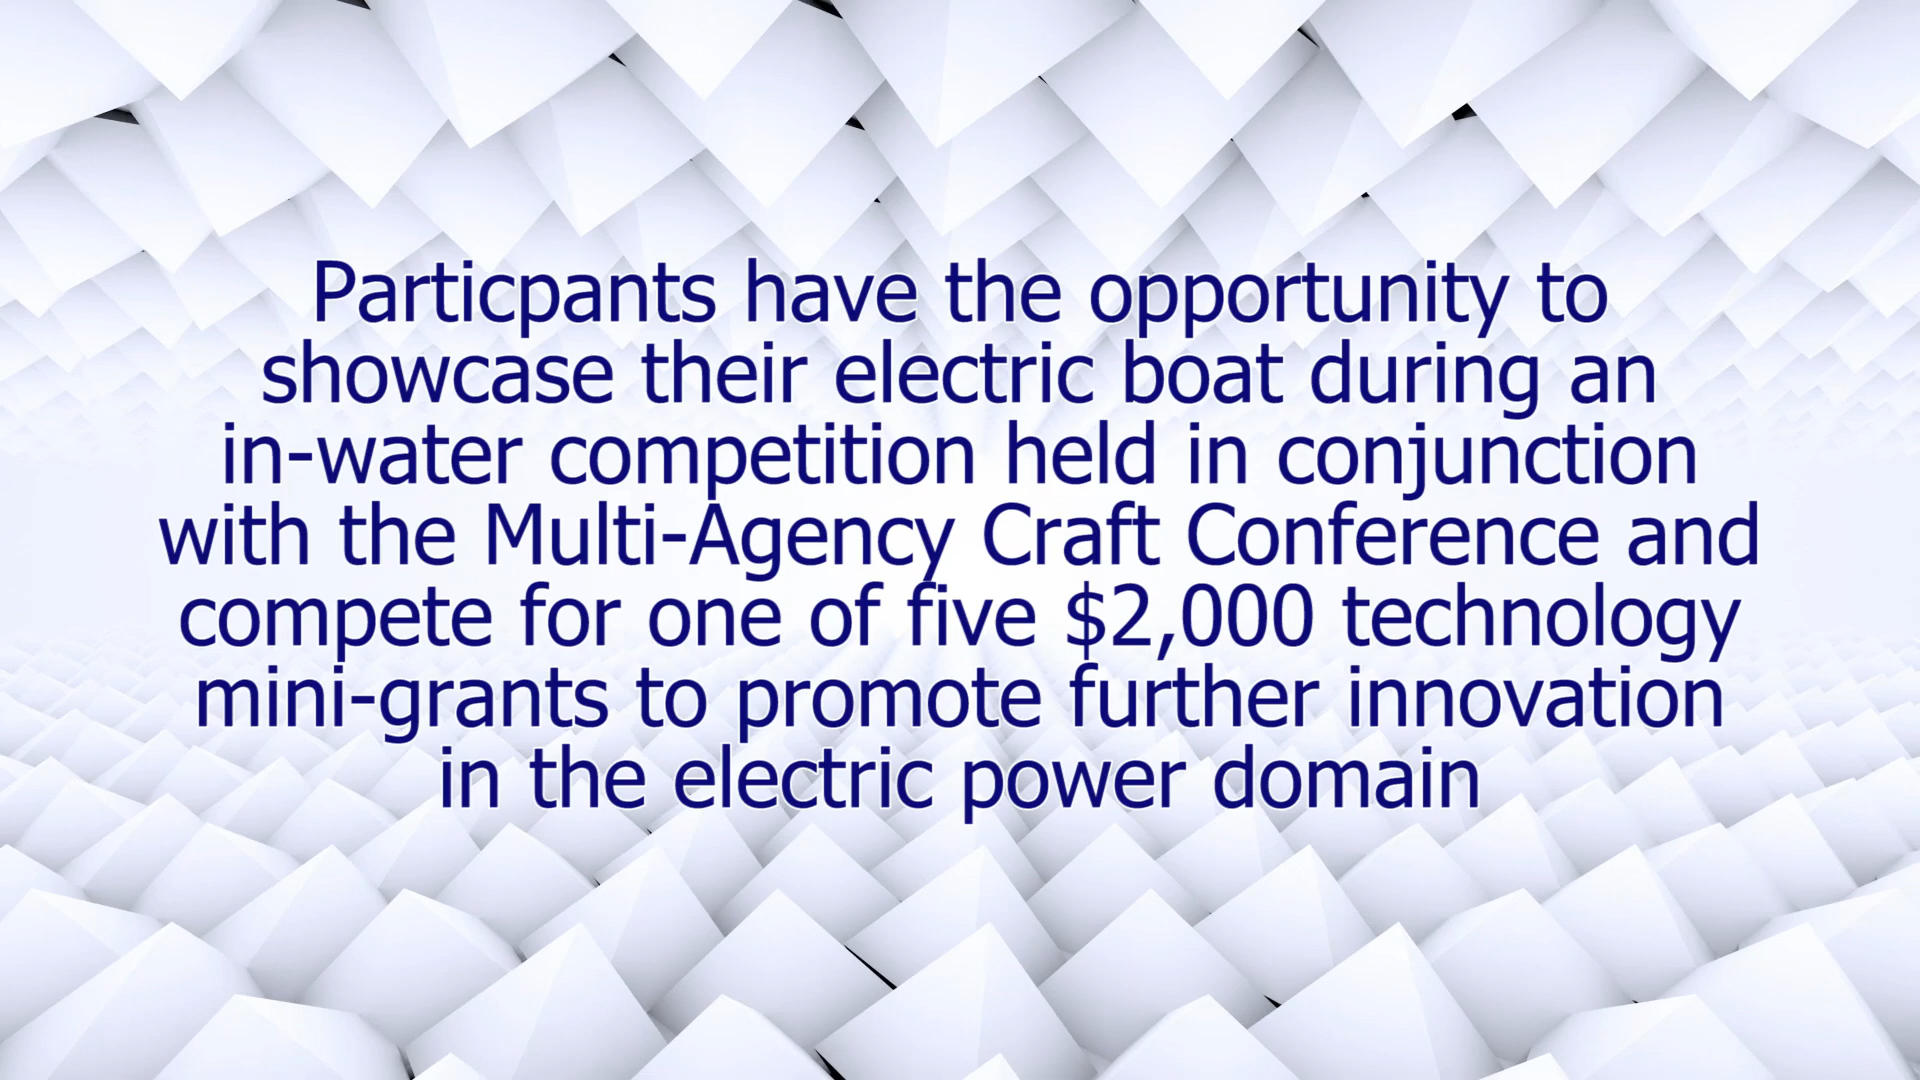 Particpants have the opportunity to
showcase their electric boat during an
in-water competition held in conjunction
with the Multi-Agency Craft Conference and
compete for one of five $2,000 technology
mini-grants to promote further innovation
in the electric power domain